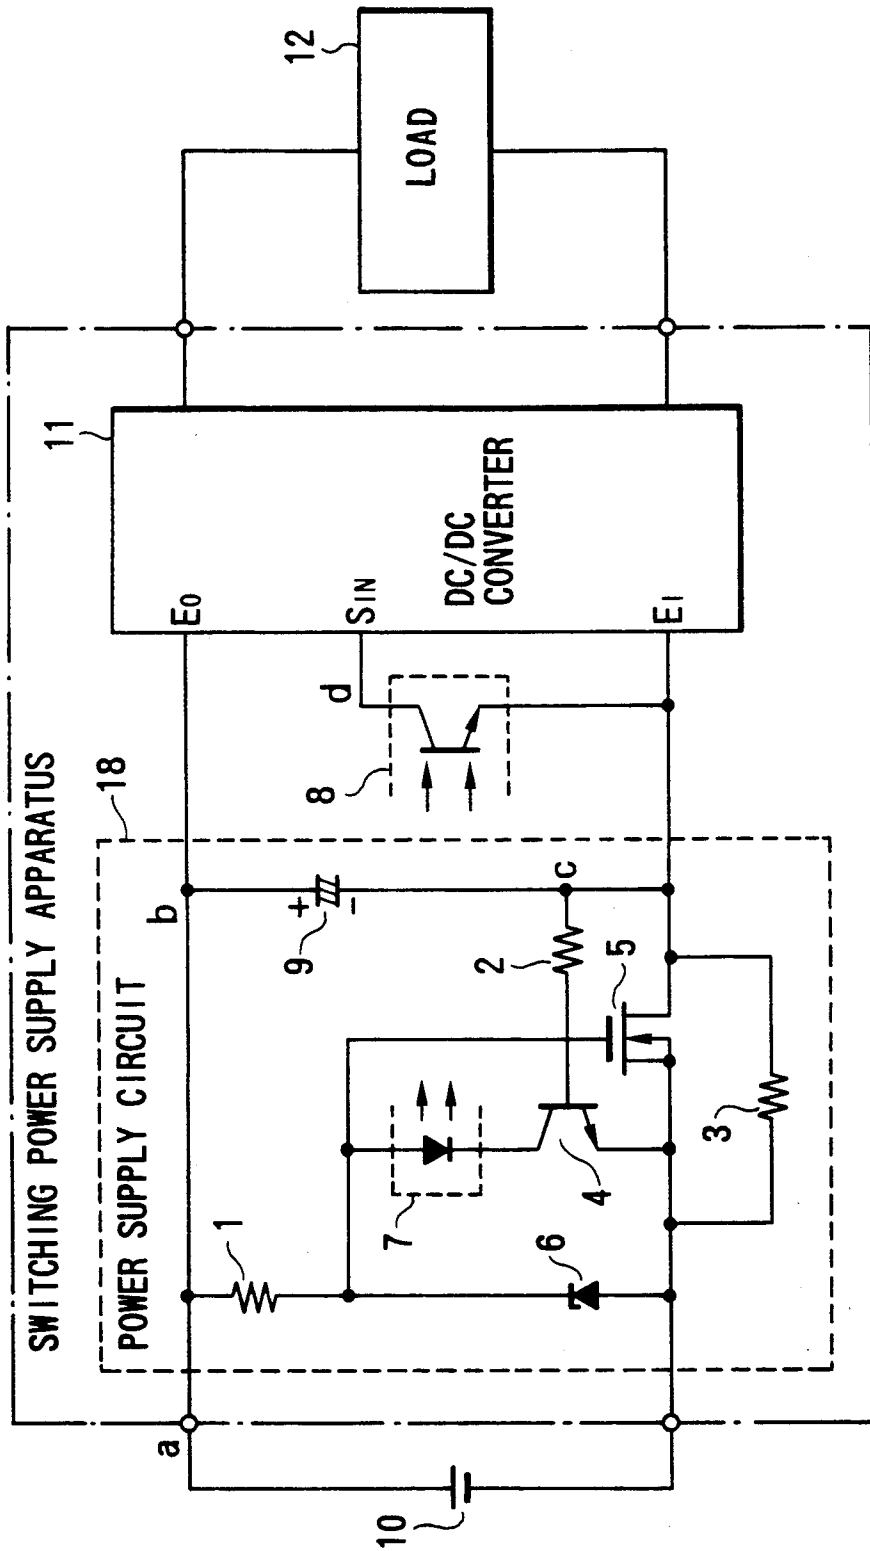 SWITCHING POWER SUPPLY APPARATUS
POWER SUPPLY CIRCUIT
18
11
12
a
b
1
+
9
-
d
8
E0
SIN
DC/DC
CONVERTER
EI
LOAD
10
7
6
4
2
c
5
3